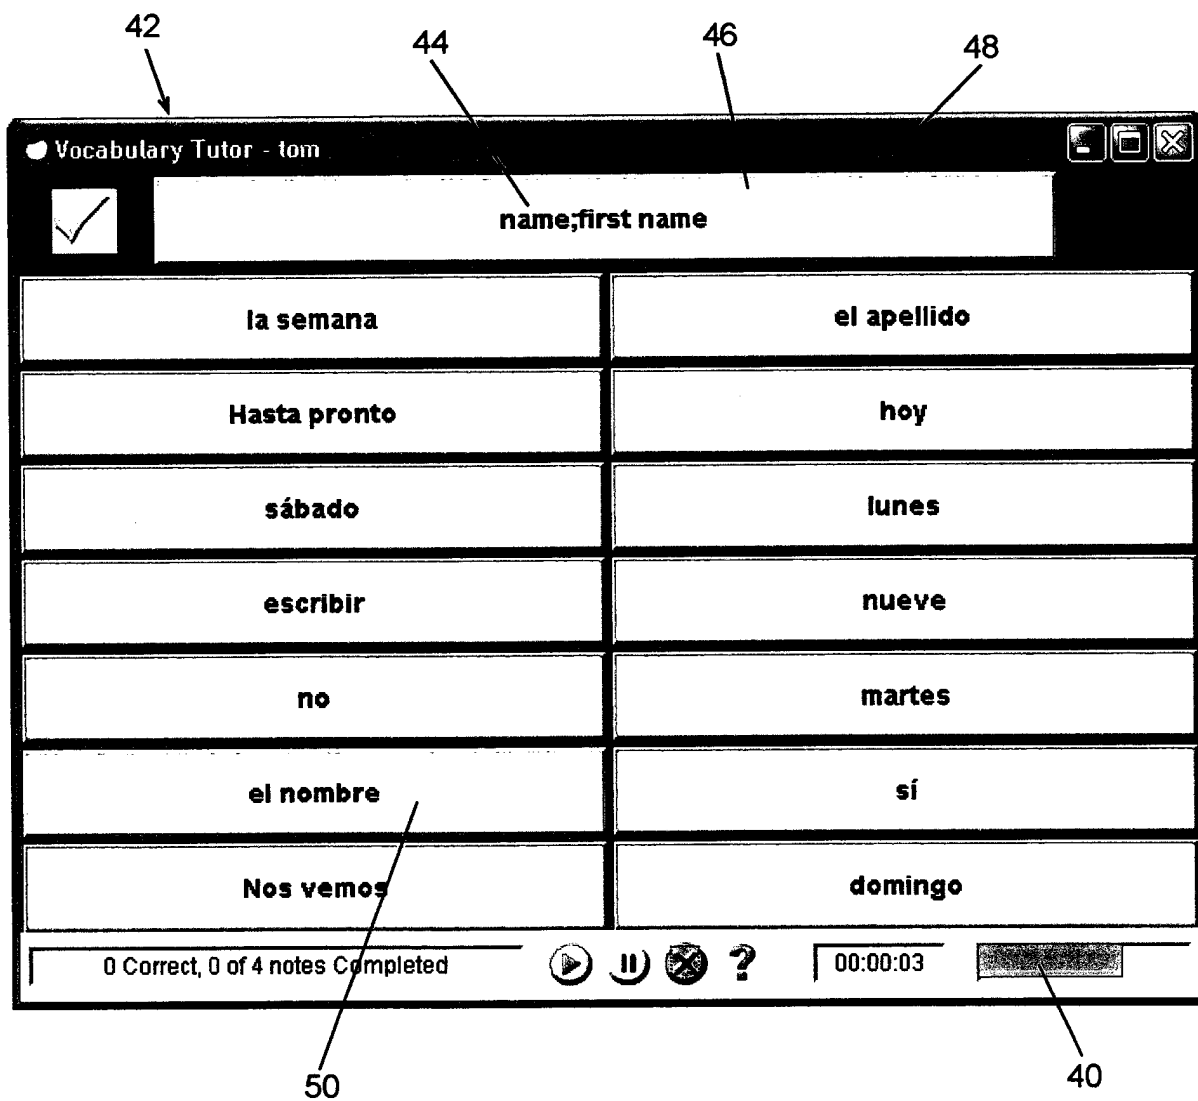 42 44 46 48
Vocabulary Tutor - tom
name;first name
la semana el apellido
Hasta pronto hoy
sábado lunes
escribir nueve
no martes
el nombre sí
Nos vemos domingo
0 Correct, 0 of 4 notes Completed ? 00:00:03
50 40